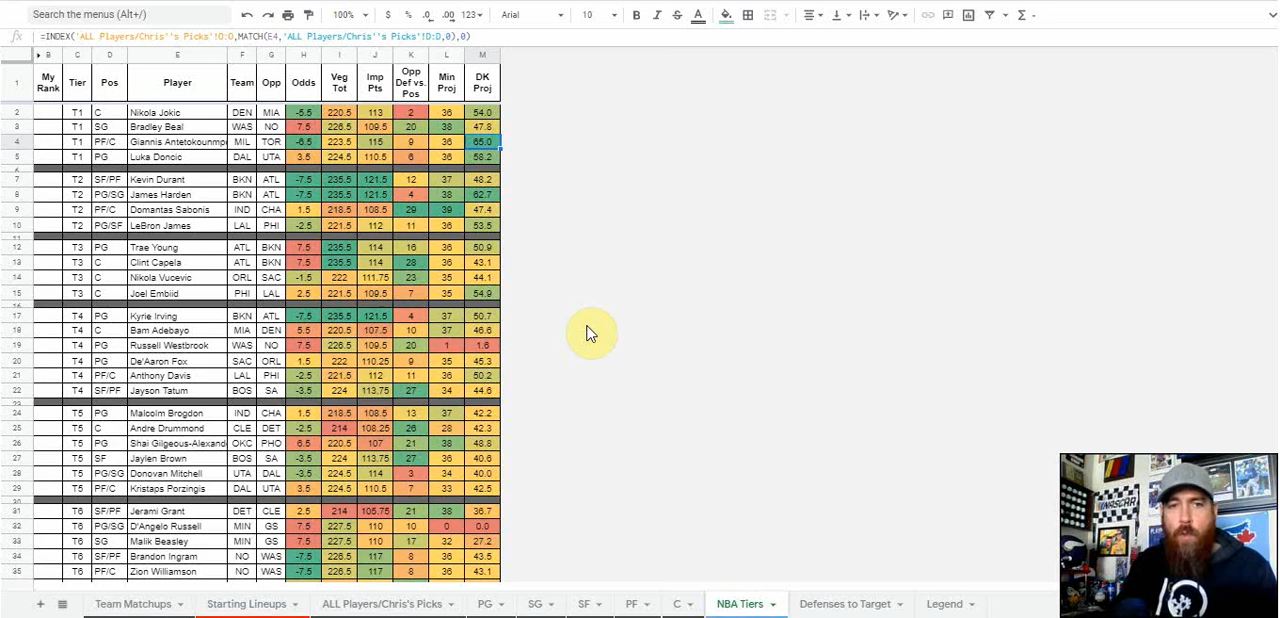 Search the menus (Alt+/) 100% $ % .0 .00 123 Arial 10 B I S A
fx =INDEX('ALL Players/Chris''s Picks'!O:O,MATCH(E4,'ALL Players/Chris''s Picks'!D:D,0),0)
B C D E F G H I J K L M
1 My Rank Tier Pos Player Team Opp Odds Veg Tot Imp Pts Opp Def vs. Pos Min Proj DK Proj
2 T1 C Nikola Jokic DEN MIA -5.5 220.5 113 2 36 54.0
3 T1 SG Bradley Beal WAS NO 7.5 226.5 109.5 20 38 47.8
4 T1 PF/C Giannis Antetokounmpo MIL TOR -6.5 223.5 115 9 36 65.0
5 T1 PG Luka Doncic DAL UTA 3.5 224.5 110.5 6 36 58.2
6
7 T2 SF/PF Kevin Durant BKN ATL -7.5 235.5 121.5 12 37 48.2
8 T2 PG/SG James Harden BKN ATL -7.5 235.5 121.5 4 38 62.7
9 T2 PF/C Domantas Sabonis IND CHA 1.5 218.5 108.5 29 39 47.4
10 T2 PG/SF LeBron James LAL PHI -2.5 221.5 112 11 36 53.5
11
12 T3 PG Trae Young ATL BKN 7.5 235.5 114 16 36 50.9
13 T3 C Clint Capela ATL BKN 7.5 235.5 114 28 36 43.1
14 T3 C Nikola Vucevic ORL SAC -1.5 222 111.75 23 35 44.1
15 T3 C Joel Embiid PHI LAL 2.5 221.5 109.5 7 35 54.9
16
17 T4 PG Kyrie Irving BKN ATL -7.5 235.5 121.5 4 37 50.7
18 T4 C Bam Adebayo MIA DEN 5.5 220.5 107.5 10 37 46.6
19 T4 PG Russell Westbrook WAS NO 7.5 226.5 109.5 20 1 1.6
20 T4 PG De'Aaron Fox SAC ORL 1.5 222 110.25 9 35 45.3
21 T4 PF/C Anthony Davis LAL PHI -2.5 221.5 112 11 36 50.2
22 T4 SF/PF Jayson Tatum BOS SA -3.5 224 113.75 27 34 44.6
23
24 T5 PG Malcolm Brogdon IND CHA 1.5 218.5 108.5 13 37 42.2
25 T5 C Andre Drummond CLE DET -2.5 214 108.25 26 28 42.3
26 T5 PG Shai Gilgeous-Alexand OKC PHO 6.5 220.5 107 21 38 48.8
27 T5 SF Jaylen Brown BOS SA -3.5 224 113.75 27 36 40.6
28 T5 PG/SG Donovan Mitchell UTA DAL -3.5 224.5 114 3 34 40.0
29 T5 PF/C Kristaps Porzingis DAL UTA 3.5 224.5 110.5 7 33 42.5
30
31 T6 SF/PF Jerami Grant DET CLE 2.5 214 105.75 21 38 36.7
32 T6 PG/SG D'Angelo Russell MIN GS 7.5 227.5 110 10 0 0.0
33 T6 SG Malik Beasley MIN GS 7.5 227.5 110 17 32 27.2
34 T6 SF/PF Brandon Ingram NO WAS -7.5 226.5 117 8 36 43.5
35 T6 PF/C Zion Williamson NO WAS -7.5 226.5 117 8 36 43.1
NASCAR
+ Team Matchups Starting Lineups ALL Players/Chris's Picks PG SG SF PF C NBA Tiers Defenses to Target Legend